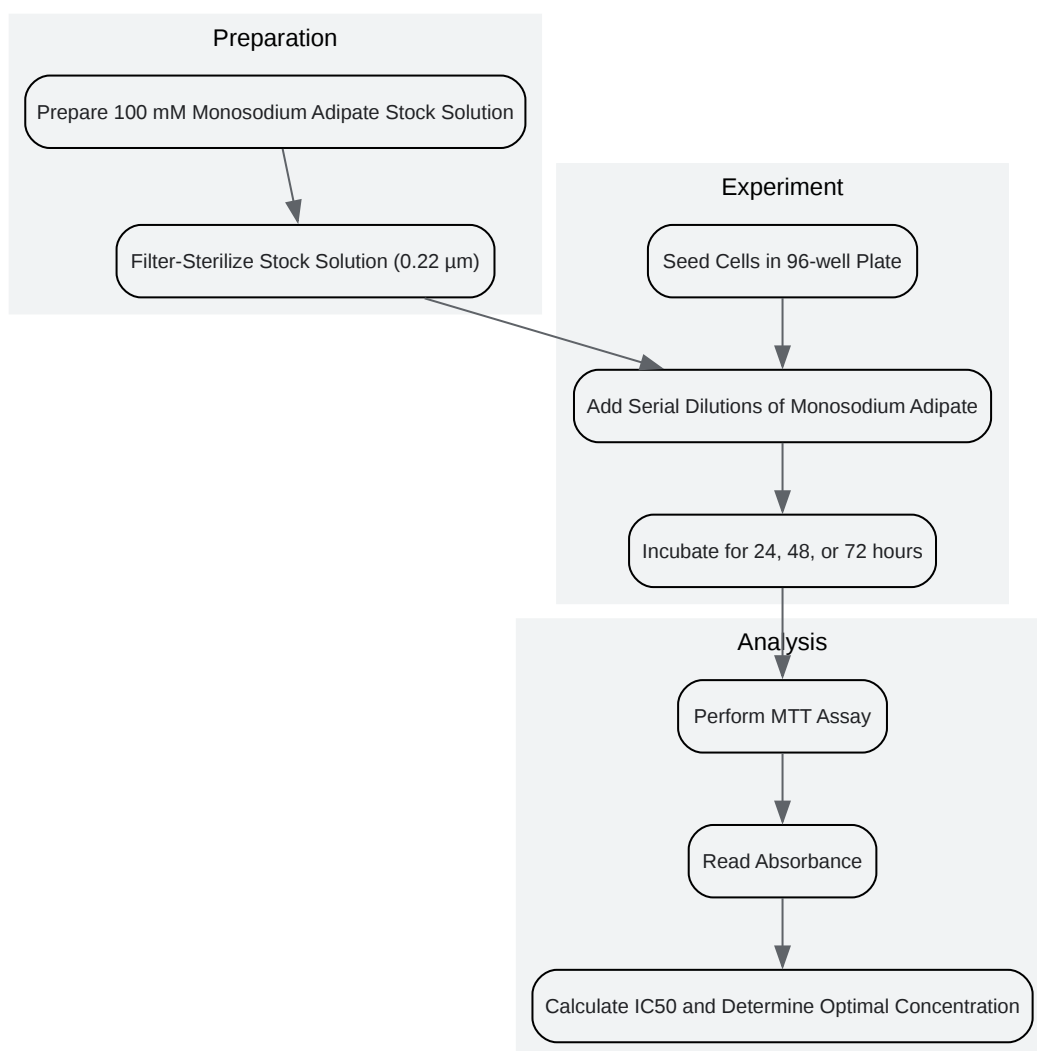 Preparation
Prepare 100 mM Monosodium Adipate Stock Solution
Filter-Sterilize Stock Solution (0.22 µm)
Experiment
Seed Cells in 96-well Plate
Add Serial Dilutions of Monosodium Adipate
Incubate for 24, 48, or 72 hours
Analysis
Perform MTT Assay
Read Absorbance
Calculate IC50 and Determine Optimal Concentration